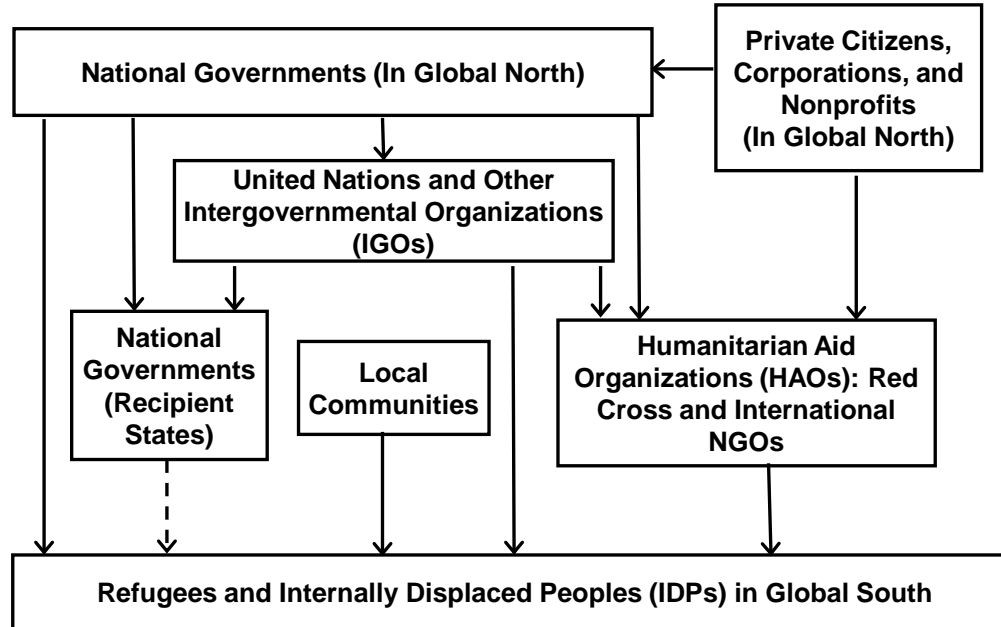 National Governments (In Global North)
Private Citizens,
Corporations, and
Nonprofits
(In Global North)
United Nations and Other
Intergovernmental Organizations
(IGOs)
National
Governments
(Recipient
States)
Local
Communities
Humanitarian Aid
Organizations (HAOs): Red
Cross and International
NGOs
Refugees and Internally Displaced Peoples (IDPs) in Global South